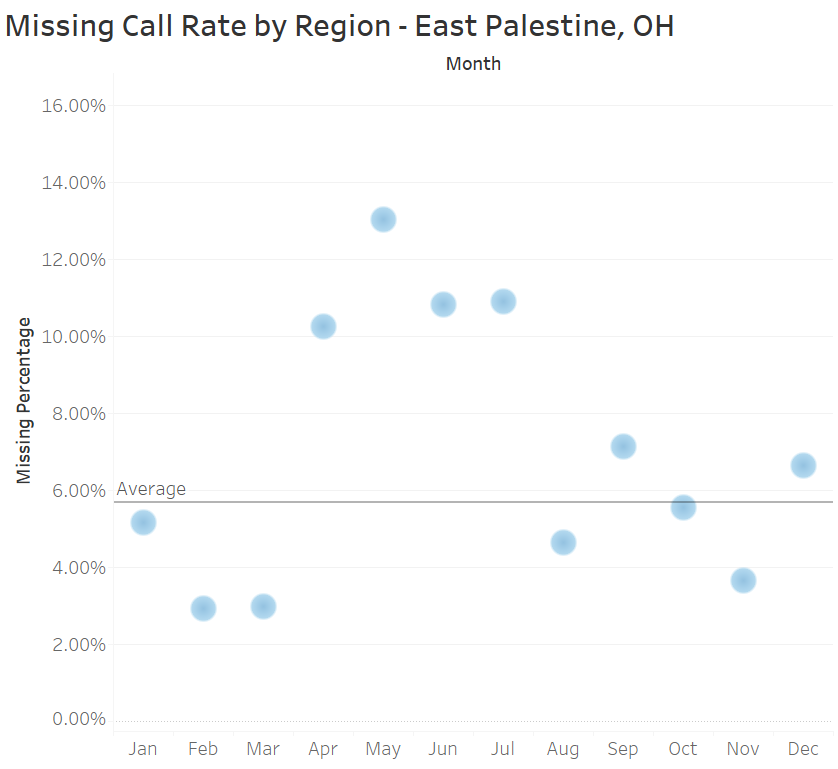 Missing Call Rate by Region - East Palestine, OH
Month
16.00%
14.00%
12.00%
10.00%
8.00%
6.00%
4.00%
2.00%
0.00%
Missing Percentage
Average
Jan Feb Mar Apr May Jun Jul Aug Sep Oct Nov Dec